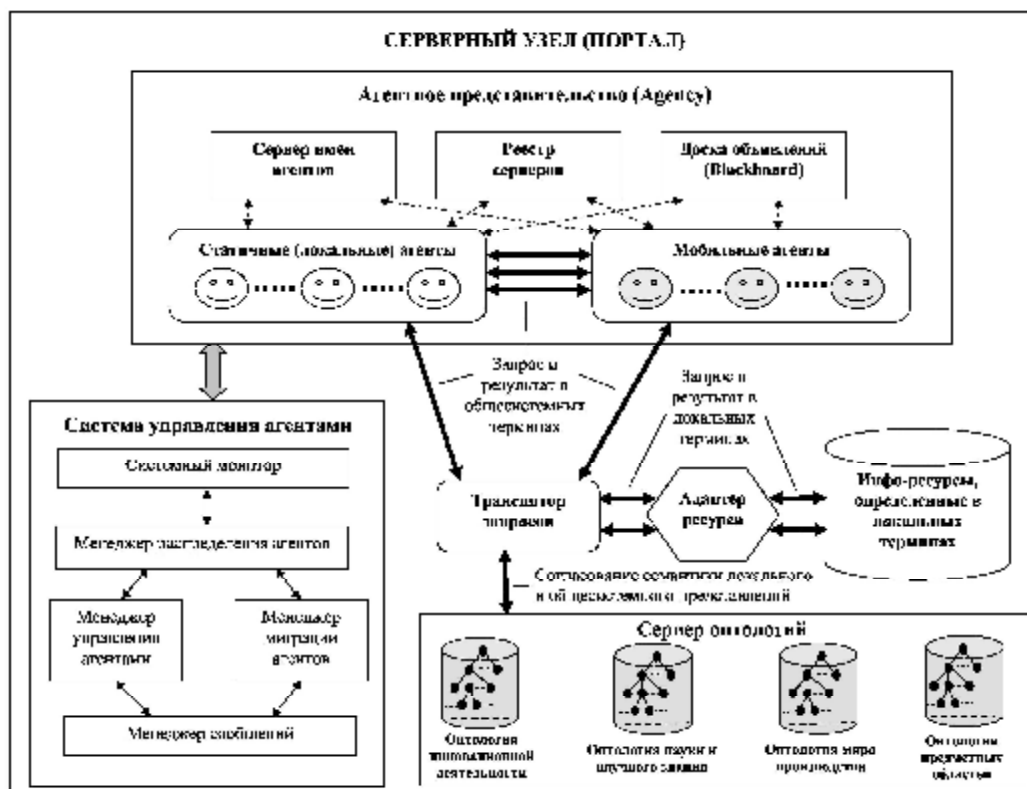 СЕРВЕРНЫЙ УЗЕЛ (ПОРТАЛ)
Агентное представительство (Agency)
Сервер имен
агентов
Реестр
серверов
Доска объявлений
(Blackboard)
Статичные (локальные) агенты
Мобильные агенты
Запрос и
результат в
общесистемных
терминах
Запрос и
результат в
локальных
терминах
Система управления агентами
Системный монитор
Менеджер распределения агентов
Менеджер
управления
агентами
Менеджер
миграции
агентов
Менеджер сообщений
Транслятор
запросов
Адаптер
ресурса
Инфо-ресурсы,
определенные в
локальных
терминах
Согласование семантики локального
и общесистемного представлений
Сервер онтологий
Онтология
инновационной
деятельности
Онтология науки и
научного знания
Онтология мира
производства
Онтологии
предметных
областей